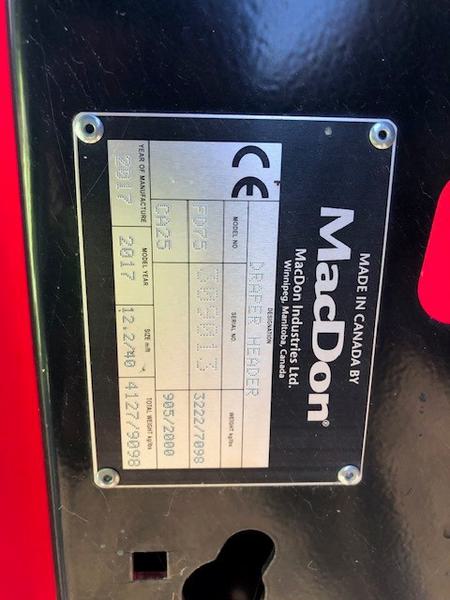 MADE IN CANADA BY
MacDon®
MacDon Industries Ltd.
Winnipeg, Manitoba, Canada
CE
DESIGNATION
DRAPER HEADER
MODEL NO
SERIAL NO.
WEIGHT kg/lbs
FD75
3222/7098
CA25
905/2000
YEAR OF MANUFACTURE
MODEL YEAR
SIZE m/ft
TOTAL WEIGHT kg/lbs
2017
2017
12.2/40
4127/9098